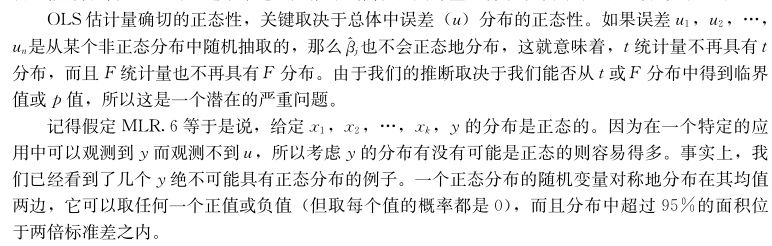 OLS 估计量确切的正态性，关键取决于总体中误差（u）分布的正态性。如果误差 u₁，u₂，…，
uₙ是从某个非正态分布中随机抽取的，那么 β̂ⱼ也不会正态地分布，这就意味着，t 统计量不再具有 t
分布，而且 F 统计量也不再具有 F 分布。由于我们的推断取决于我们能否从 t 或 F 分布中得到临界
值或 p 值，所以这是一个潜在的严重问题。
记得假定 MLR. 6 等于是说，给定 x₁，x₂，…，xₖ，y 的分布是正态的。因为在一个特定的应
用中可以观测到 y 而观测不到 u，所以考虑 y 的分布有没有可能是正态的则容易得多。事实上，我
们已经看到了几个 y 绝不可能具有正态分布的例子。一个正态分布的随机变量对称地分布在其均值
两边，它可以取任何一个正值或负值（但取每个值的概率都是 0），而且分布中超过 95％的面积位
于两倍标准差之内。